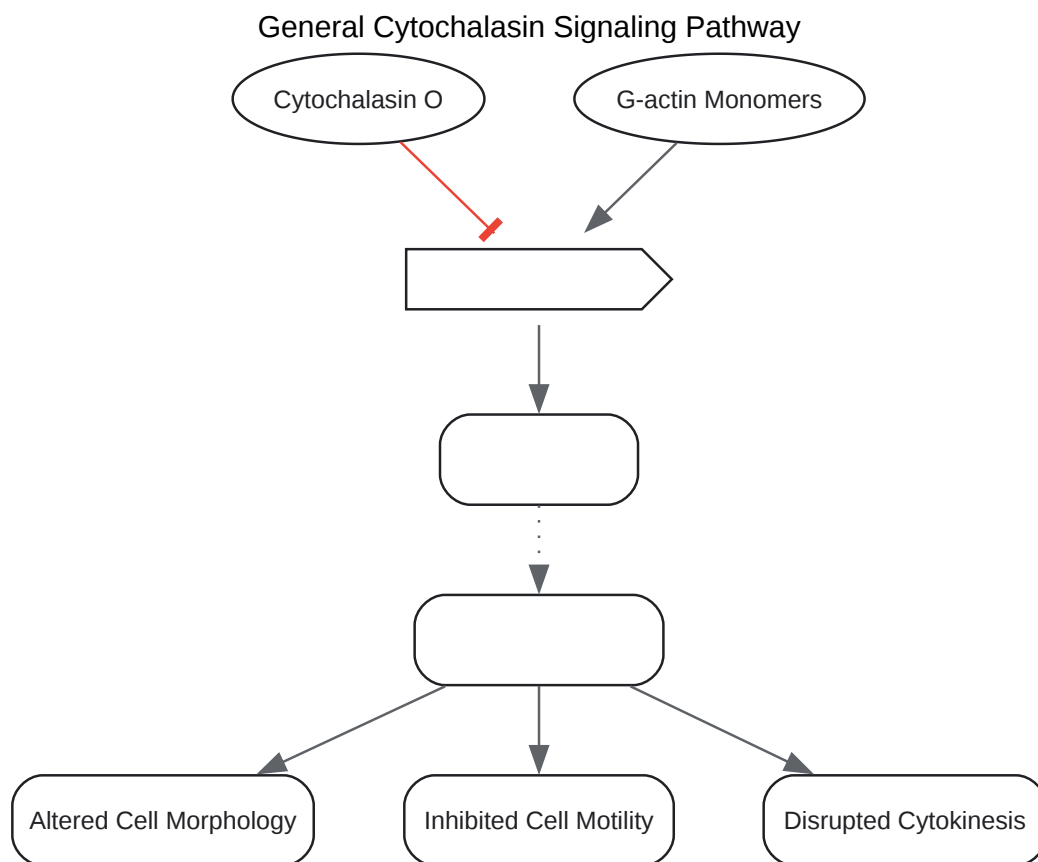 General Cytochalasin Signaling Pathway
Cytochalasin O
G-actin Monomers
Altered Cell Morphology
Inhibited Cell Motility
Disrupted Cytokinesis